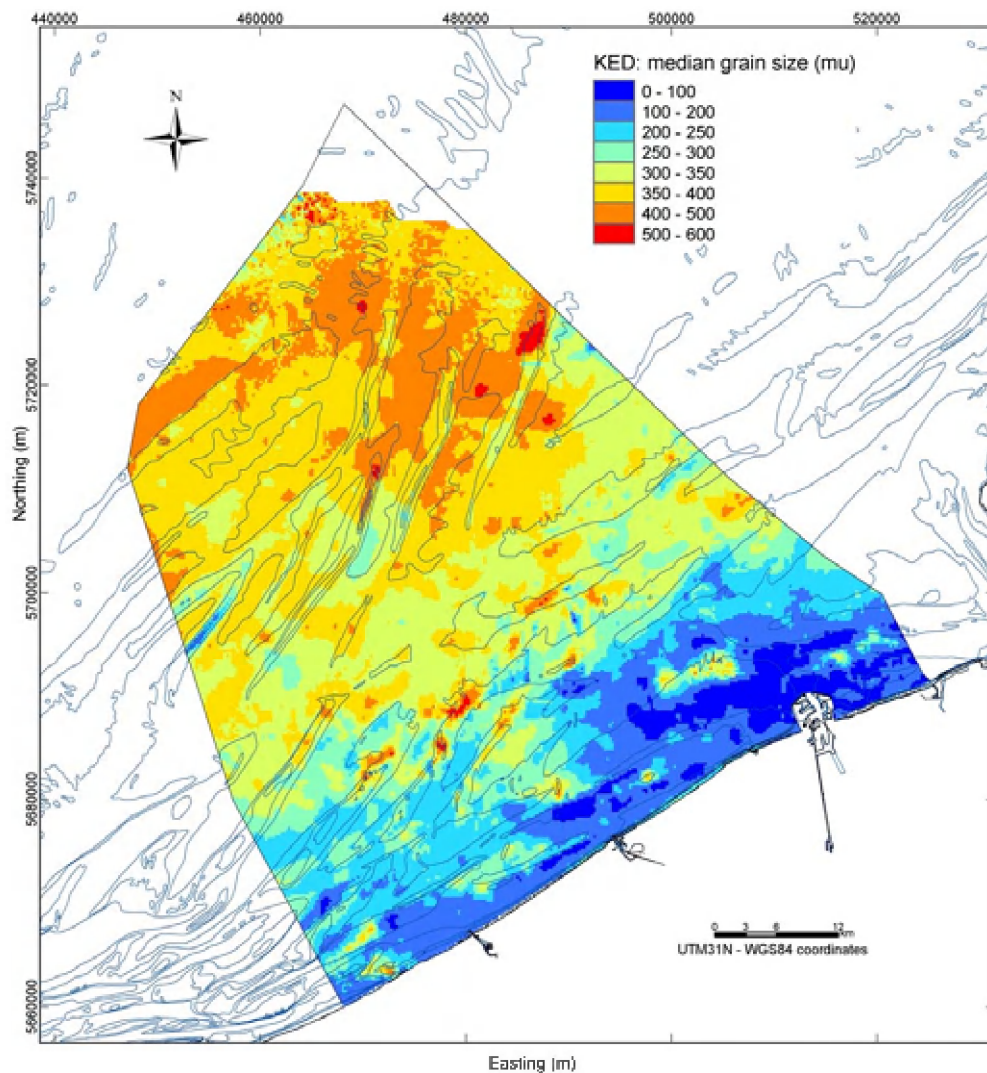 440000 460000 480000 500000 520000
KED: median grain size (mu)
0 - 100
100 - 200
200 - 250
250 - 300
300 - 350
350 - 400
400 - 500
500 - 600
N
5740000
5720000
5700000
5680000
5660000
Northing (m)
0 3 6 12
km
UTM31N - WGS84 coordinates
Easting (m)